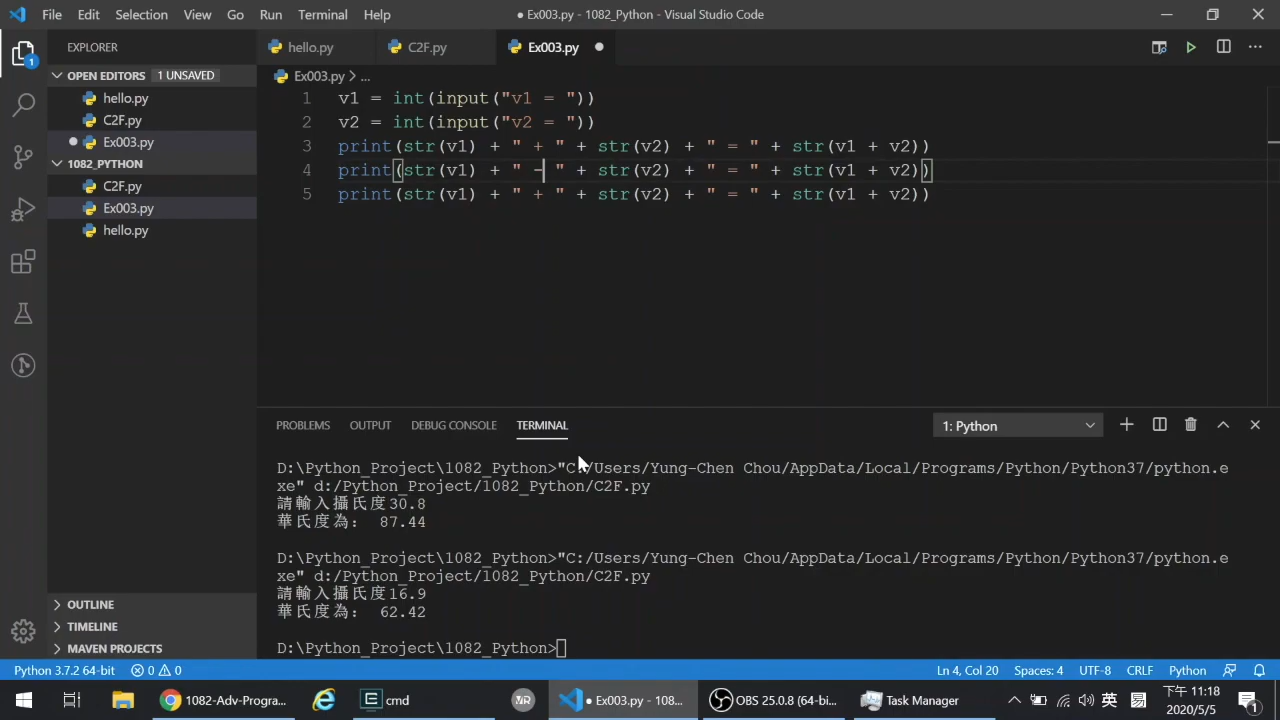 File Edit Selection View Go Run Terminal Help ● Ex003.py - 1082_Python - Visual Studio Code
EXPLORER
hello.py C2F.py Ex003.py
OPEN EDITORS 1 UNSAVED
hello.py
C2F.py
Ex003.py
1082_PYTHON
C2F.py
Ex003.py
hello.py
OUTLINE
TIMELINE
MAVEN PROJECTS
1
Ex003.py > ...
1 v1 = int(input("v1 = "))
2 v2 = int(input("v2 = "))
3 print(str(v1) + " + " + str(v2) + " = " + str(v1 + v2))
4 print(str(v1) + " - " + str(v2) + " = " + str(v1 + v2))
5 print(str(v1) + " + " + str(v2) + " = " + str(v1 + v2))
PROBLEMS OUTPUT DEBUG CONSOLE TERMINAL 1: Python
D:\Python_Project\1082_Python>"C:/Users/Yung-Chen Chou/AppData/Local/Programs/Python/Python37/python.e
xe" d:/Python_Project/1082_Python/C2F.py
請輸入攝氏度30.8
華氏度為： 87.44
D:\Python_Project\1082_Python>"C:/Users/Yung-Chen Chou/AppData/Local/Programs/Python/Python37/python.e
xe" d:/Python_Project/1082_Python/C2F.py
請輸入攝氏度16.9
華氏度為： 62.42
D:\Python_Project\1082_Python>
Python 3.7.2 64-bit 0 0 Ln 4, Col 20 Spaces: 4 UTF-8 CRLF Python
1082-Adv-Progra... cmd ● Ex003.py - 108... OBS 25.0.8 (64-bi... Task Manager 英 下午 11:18
2020/5/5 1